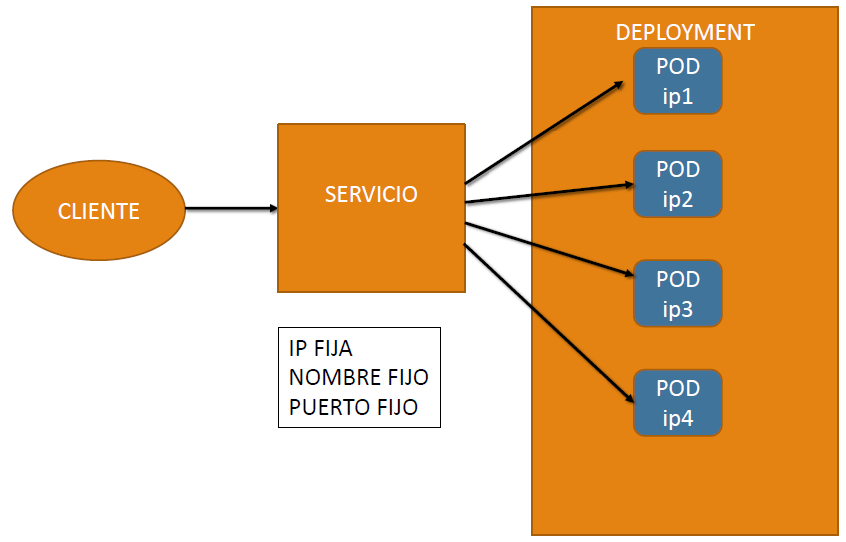 CLIENTE
SERVICIO
IP FIJA
NOMBRE FIJO
PUERTO FIJO
DEPLOYMENT
POD
ip1
POD
ip2
POD
ip3
POD
ip4